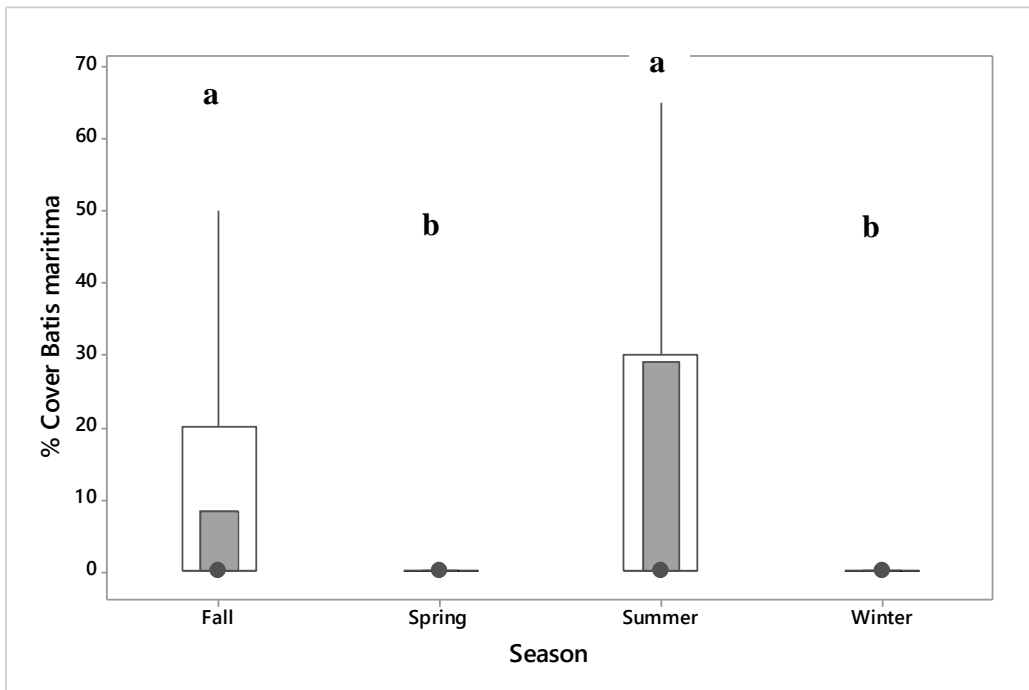 % Cover Batis maritima
70
60
50
40
30
20
10
0
a
b
a
b
Fall Spring Summer Winter
Season